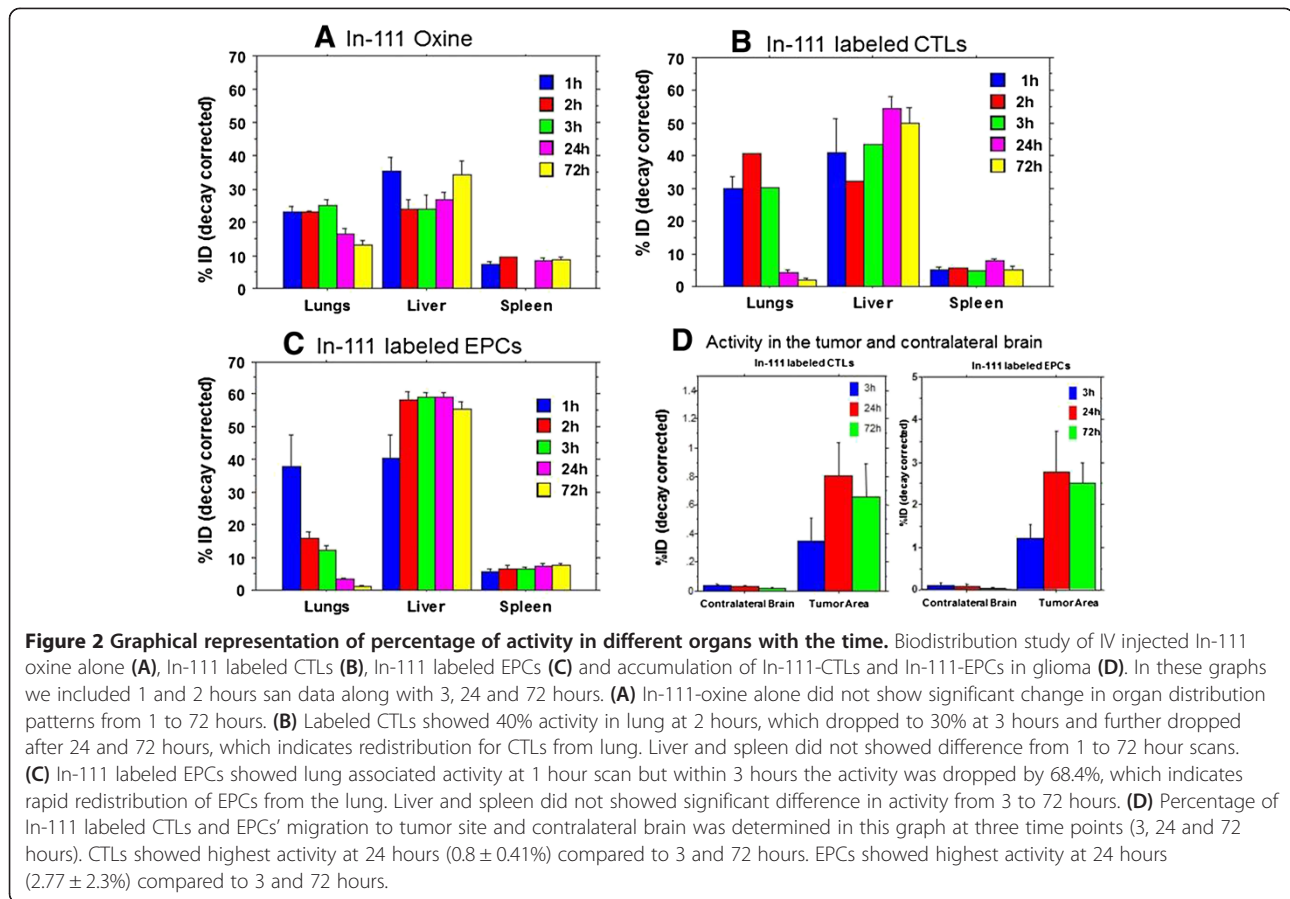 A In-111 Oxine
% ID (decay corrected)
70
60
50
40
30
20
10
0
1h
2h
3h
24h
72h
Lungs Liver Spleen
B In-111 labeled CTLs
% ID (decay corrected)
70
60
50
40
30
20
10
0
1h
2h
3h
24h
72h
Lungs Liver Spleen
C In-111 labeled EPCs
% ID (decay corrected)
70
60
50
40
30
20
10
0
1h
2h
3h
24h
72h
Lungs Liver Spleen
D Activity in the tumor and contralateral brain
In-111 labeled CTLs
%ID (decay corrected)
1.4
1.2
1
.8
.6
.4
.2
0
3h
24h
72h
Contralateral Brain Tumor Area
In-111 labeled EPCs
%ID (decay corrected)
5
4
3
2
1
0
3h
24h
72h
Contralateral Brain Tumor Area
Figure 2 Graphical representation of percentage of activity in different organs with the time. Biodistribution study of IV injected In-111
oxine alone (A), In-111 labeled CTLs (B), In-111 labeled EPCs (C) and accumulation of In-111-CTLs and In-111-EPCs in glioma (D). In these graphs
we included 1 and 2 hours san data along with 3, 24 and 72 hours. (A) In-111-oxine alone did not show significant change in organ distribution
patterns from 1 to 72 hours. (B) Labeled CTLs showed 40% activity in lung at 2 hours, which dropped to 30% at 3 hours and further dropped
after 24 and 72 hours, which indicates redistribution for CTLs from lung. Liver and spleen did not showed difference from 1 to 72 hour scans.
(C) In-111 labeled EPCs showed lung associated activity at 1 hour scan but within 3 hours the activity was dropped by 68.4%, which indicates
rapid redistribution of EPCs from the lung. Liver and spleen did not showed significant difference in activity from 3 to 72 hours. (D) Percentage of
In-111 labeled CTLs and EPCs' migration to tumor site and contralateral brain was determined in this graph at three time points (3, 24 and 72
hours). CTLs showed highest activity at 24 hours (0.8 ± 0.41%) compared to 3 and 72 hours. EPCs showed highest activity at 24 hours
(2.77 ± 2.3%) compared to 3 and 72 hours.